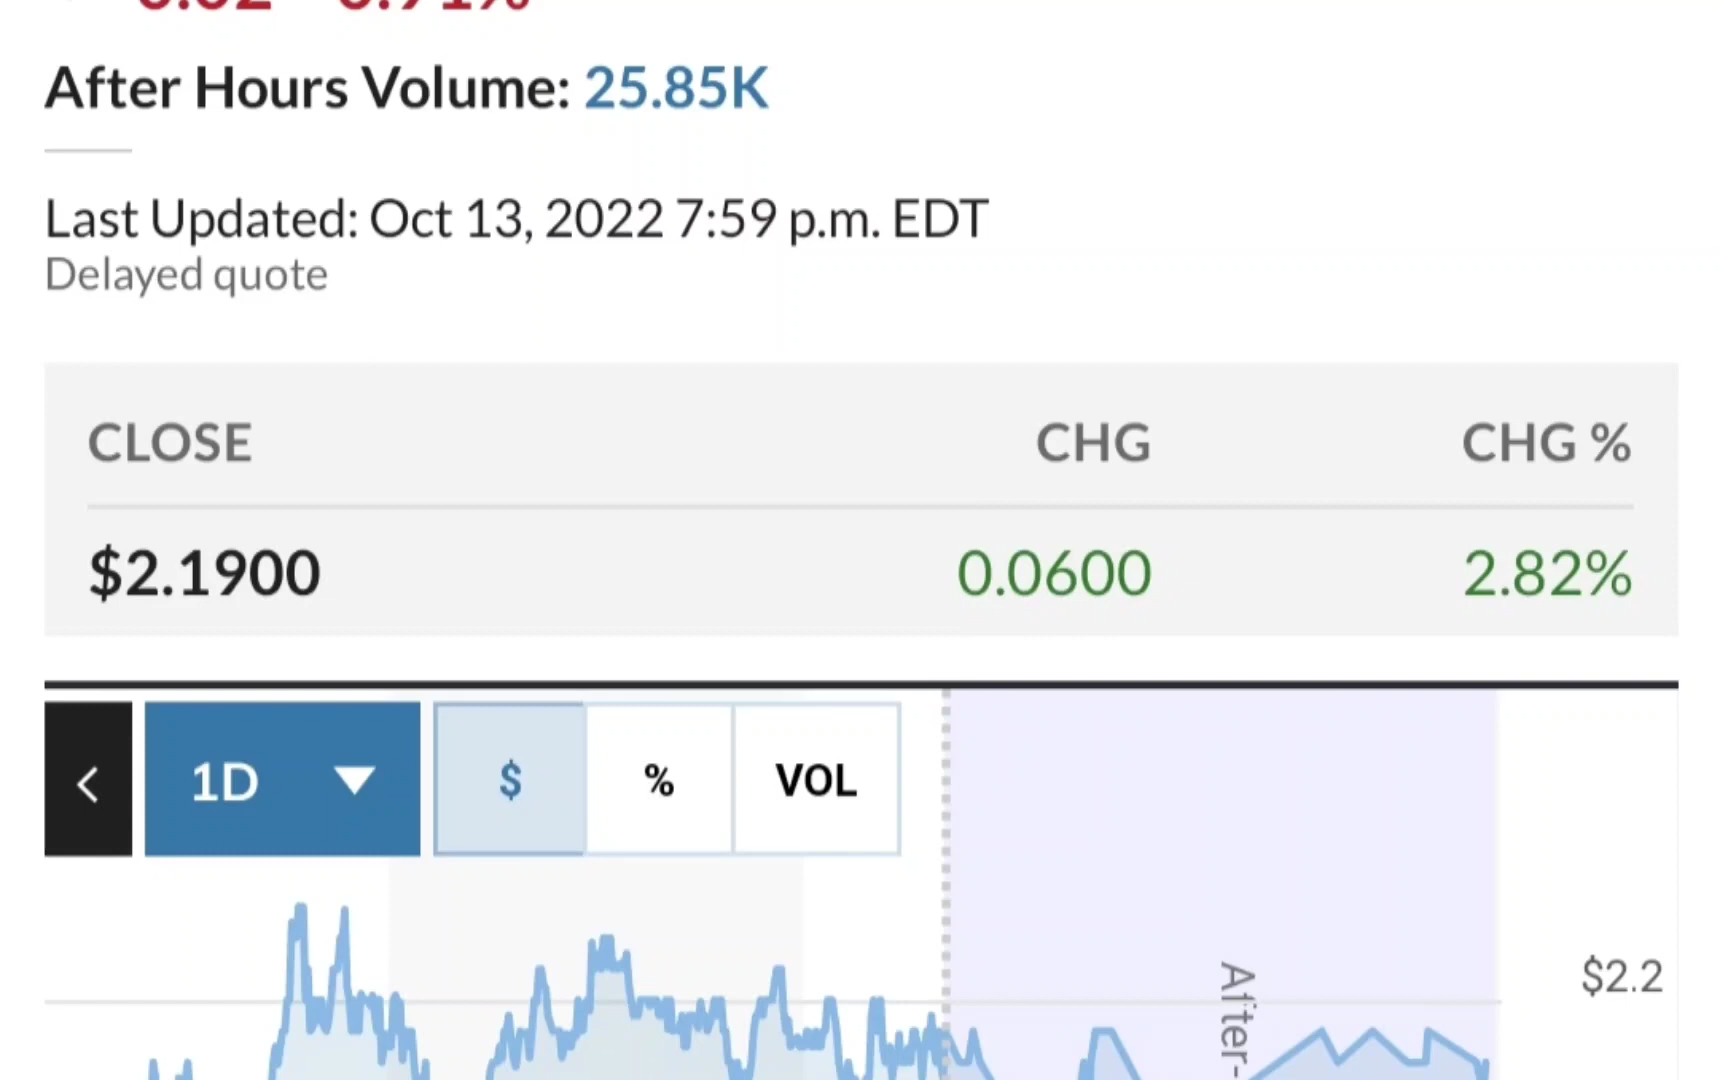 After Hours Volume: 25.85K
Last Updated: Oct 13, 2022 7:59 p.m. EDT
Delayed quote
CLOSE CHG CHG %
$2.1900 0.0600 2.82%
1D $ % VOL
$2.2
After-